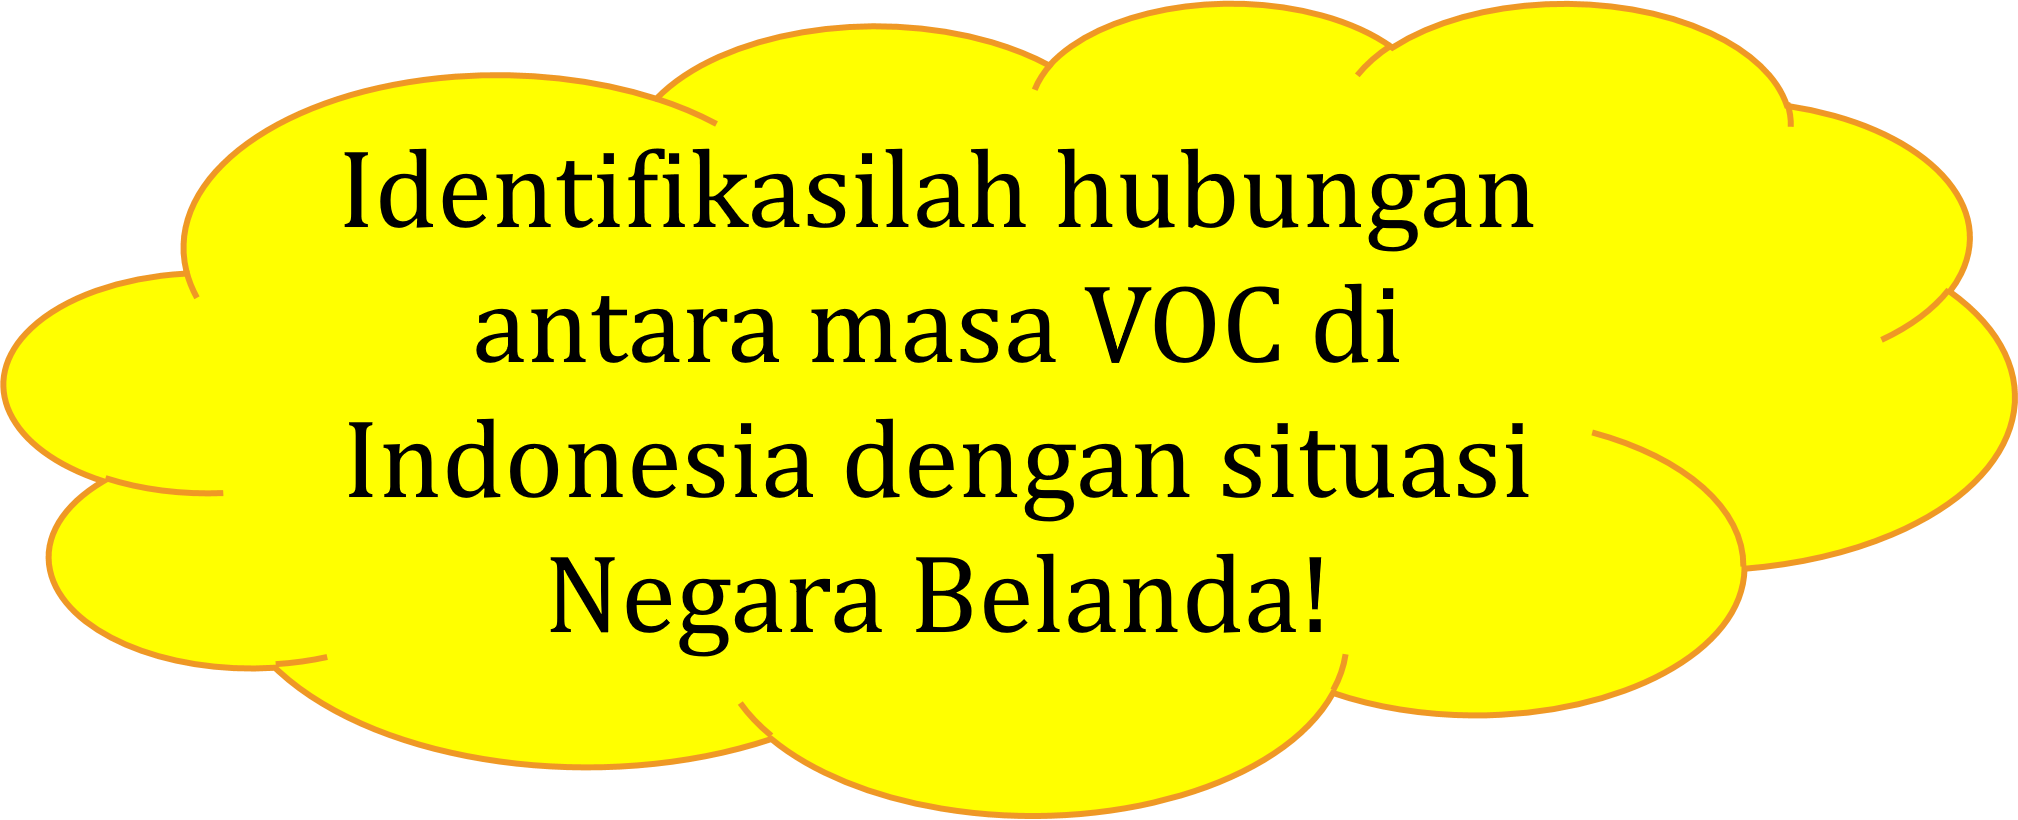 Identifikasilah hubungan
antara masa VOC di
Indonesia dengan situasi
Negara Belanda!